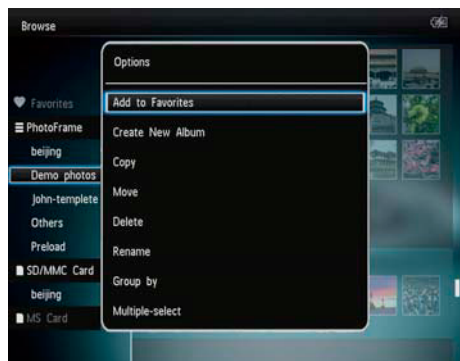 Browse
Options
Favorites
Add to Favorites
PhotoFrame
Create New Album
beijing
Copy
Demo photos
Move
John-templete
Others
Delete
Preload
Rename
SD/MMC Card
Group by
beijing
Multiple-select
MS Card